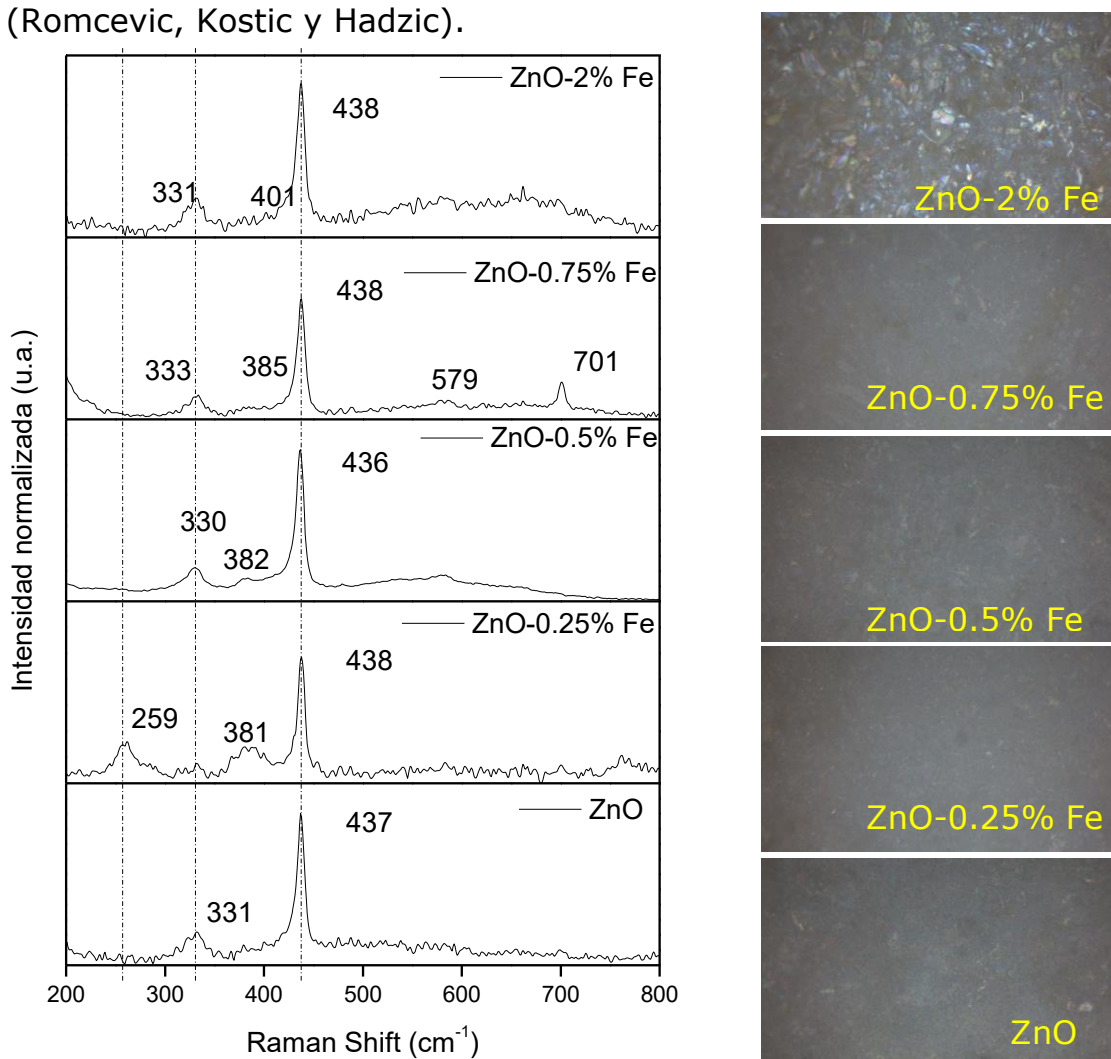 (Romcevic, Kostic y Hadzic).
ZnO-2% Fe
438
331
401
ZnO-0.75% Fe
438
333
385
579
701
ZnO-0.5% Fe
436
330
382
ZnO-0.25% Fe
438
259
381
ZnO
437
331
200 300 400 500 600 700 800
Raman Shift (cm⁻¹)
Intensidad normalizada (u.a.)
ZnO-2% Fe
ZnO-0.75% Fe
ZnO-0.5% Fe
ZnO-0.25% Fe
ZnO